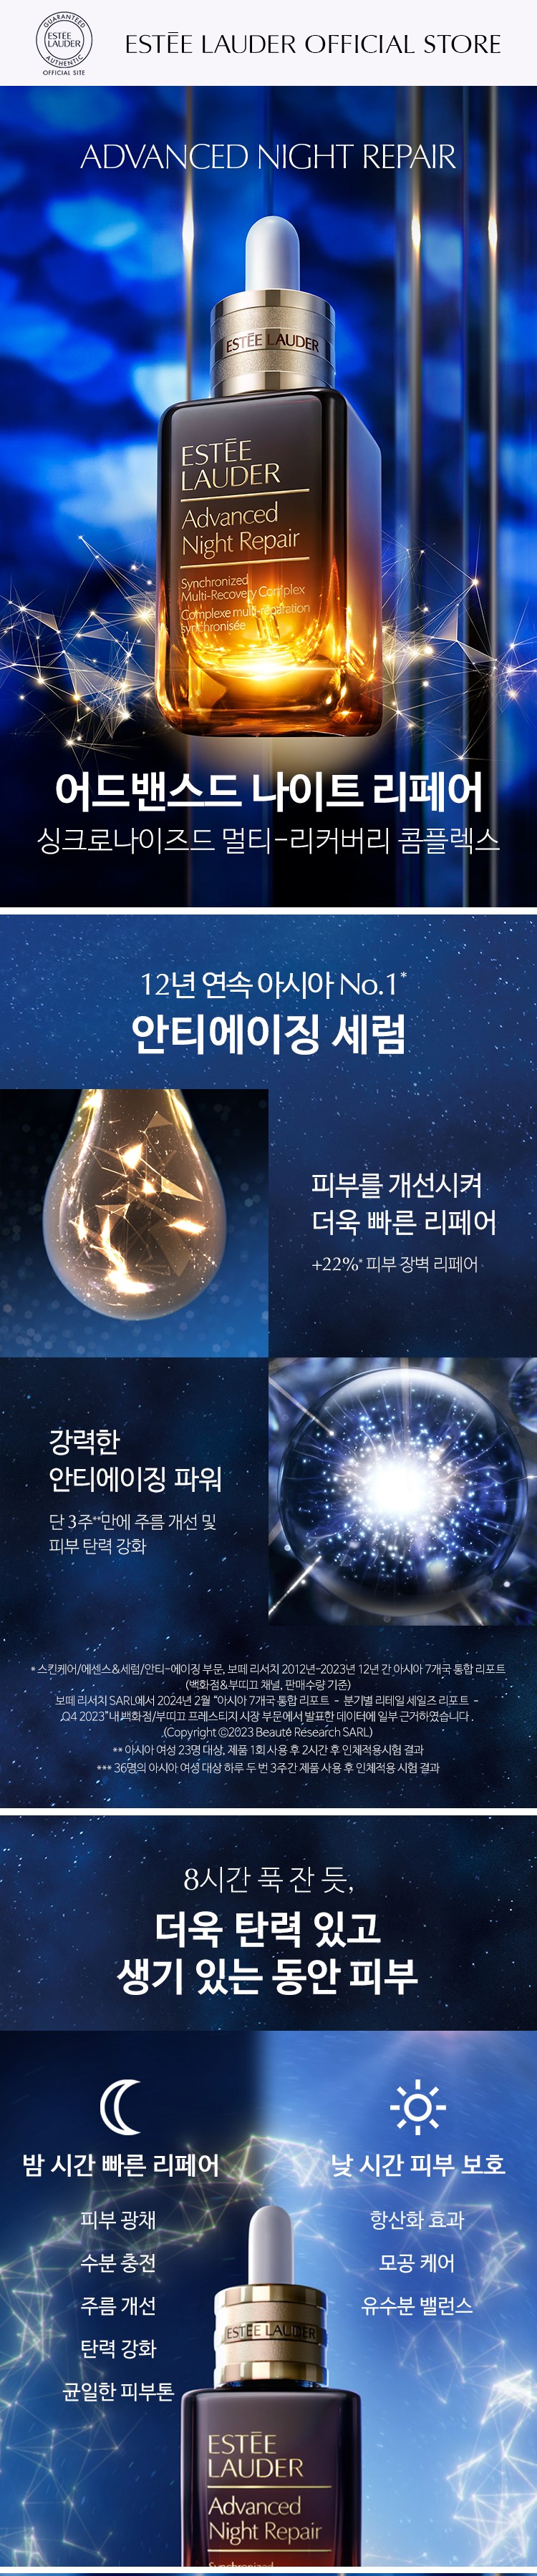 GUARANTEED
ESTĒE
LAUDER
AUTHENTIC
OFFICIAL SITE
ESTĒE LAUDER OFFICIAL STORE
ADVANCED NIGHT REPAIR
ESTĒE LAUDER
ESTĒE
LAUDER
Advanced
Night Repair
Synchronized
Multi-Recovery Complex
Complexe multi-réparation
synchronisée
어드밴스드 나이트 리페어
싱크로나이즈드 멀티-리커버리 콤플렉스
12년 연속 아시아 No.1*
안티에이징 세럼
피부를 개선시켜
더욱 빠른 리페어
+22%* 피부 장벽 리페어
강력한
안티에이징 파워
단 3주**만에 주름 개선 및
피부 탄력 강화
* 스킨케어/에센스&세럼/안티-에이징 부문, 보떼 리서치 2012년-2023년 12년 간 아시아 7개국 통합 리포트
(백화점&부띠끄 채널, 판매수량 기준)
보떼 리서치 SARL에서 2024년 2월 "아시아 7개국 통합 리포트 - 분기별 리테일 세일즈 리포트 -
Q4 2023"내 백화점/부띠끄 프레스티지 시장 부문에서 발표한 데이터에 일부 근거하였습니다.
(Copyright ©2023 Beauté Research SARL)
** 아시아 여성 23명 대상, 제품 1회 사용 후 2시간 후 인체적용시험 결과
*** 36명의 아시아 여성 대상 하루 두 번 3주간 제품 사용 후 인체적용 시험 결과
8시간 푹 잔 듯,
더욱 탄력 있고
생기 있는 동안 피부
밤 시간 빠른 리페어
피부 광채
수분 충전
주름 개선
탄력 강화
균일한 피부톤
낮 시간 피부 보호
항산화 효과
모공 케어
유수분 밸런스
ESTĒE LAUDER
ESTĒE
LAUDER
Advanced
Night Repair
Synchronized